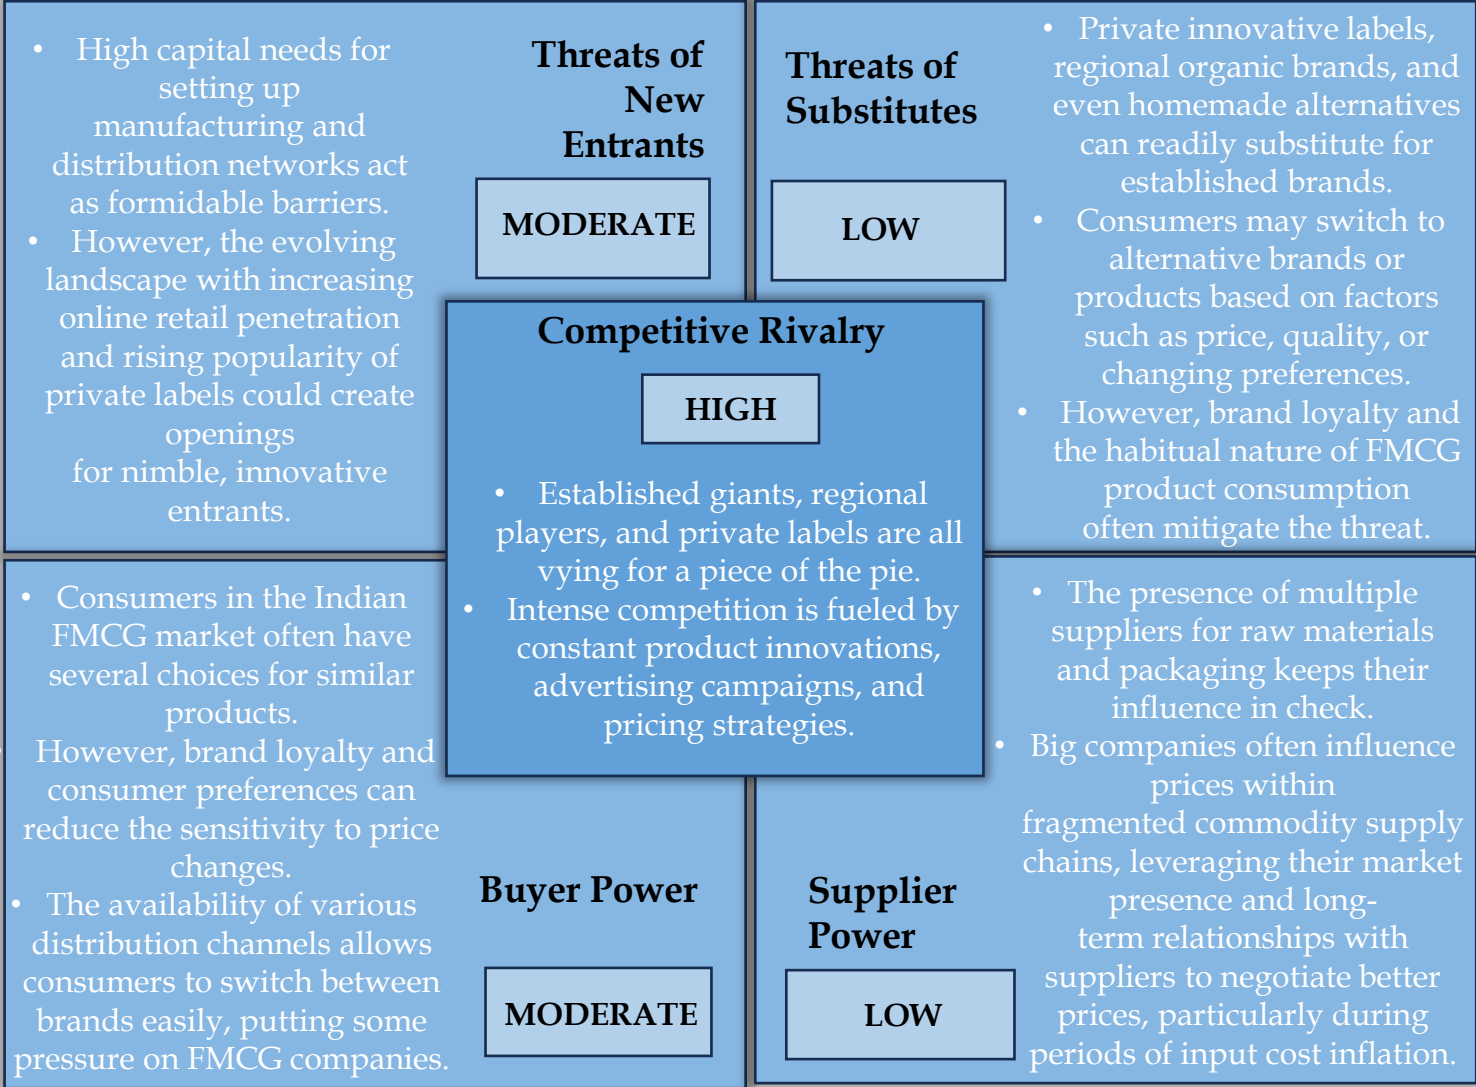 • High capital needs for
setting up
manufacturing and
distribution networks act
as formidable barriers.
• However, the evolving
landscape with increasing
online retail penetration
and rising popularity of
private labels could create
openings
for nimble, innovative
entrants.
Threats of
New
Entrants
MODERATE
Threats of
Substitutes
LOW
• Private innovative labels,
regional organic brands, and
even homemade alternatives
can readily substitute for
established brands.
• Consumers may switch to
alternative brands or
products based on factors
such as price, quality, or
changing preferences.
• However, brand loyalty and
the habitual nature of FMCG
product consumption
often mitigate the threat.
Competitive Rivalry
HIGH
• Established giants, regional
players, and private labels are all
vying for a piece of the pie.
• Intense competition is fueled by
constant product innovations,
advertising campaigns, and
pricing strategies.
• Consumers in the Indian
FMCG market often have
several choices for similar
products.
• However, brand loyalty and
consumer preferences can
reduce the sensitivity to price
changes.
• The availability of various
distribution channels allows
consumers to switch between
brands easily, putting some
pressure on FMCG companies.
Buyer Power
MODERATE
Supplier
Power
LOW
• The presence of multiple
suppliers for raw materials
and packaging keeps their
influence in check.
• Big companies often influence
prices within
fragmented commodity supply
chains, leveraging their market
presence and long-
term relationships with
suppliers to negotiate better
prices, particularly during
periods of input cost inflation.